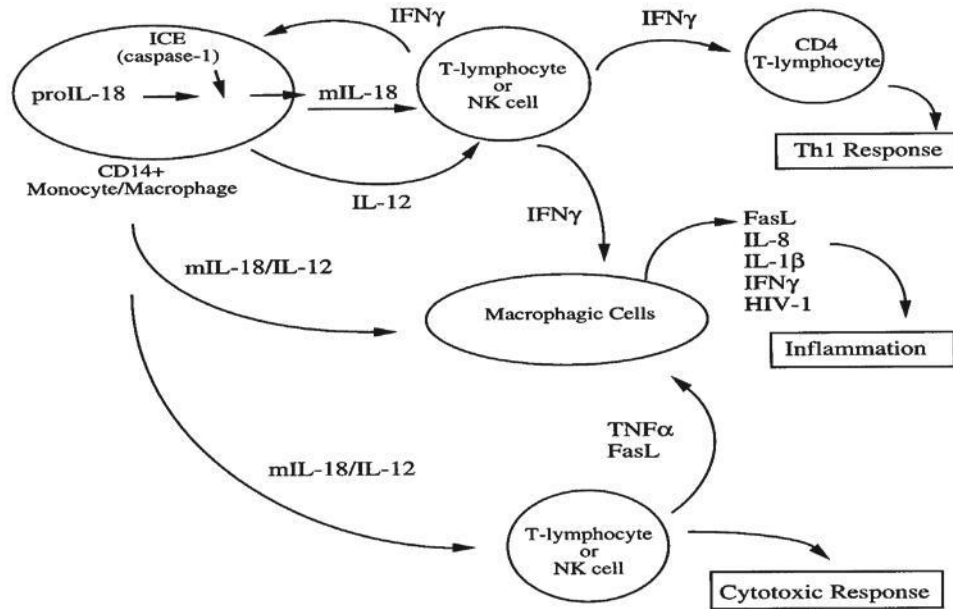 IFNγ
IFNγ
ICE
(caspase-1)
proIL-18
mIL-18
T-lymphocyte
or
NK cell
CD4
T-lymphocyte
Th1 Response
CD14+
Monocyte/Macrophage
IL-12
IFNγ
FasL
IL-8
IL-1β
IFNγ
HIV-1
mIL-18/IL-12
Macrophagic Cells
Inflammation
TNFα
FasL
mIL-18/IL-12
T-lymphocyte
or
NK cell
Cytotoxic Response